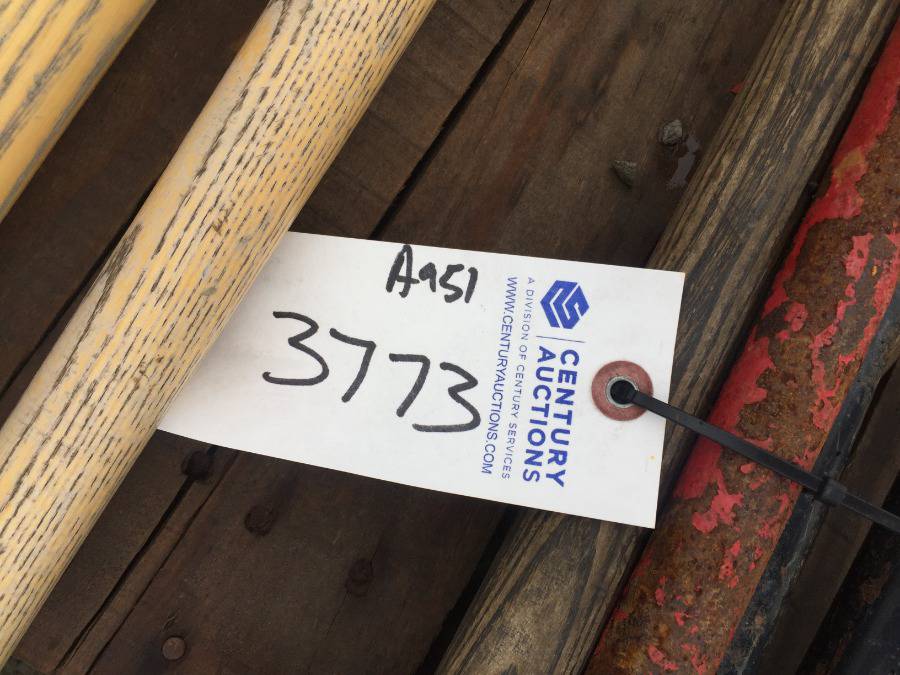 A951
3773
CENTURY
AUCTIONS
A DIVISION OF CENTURY SERVICES
WWW.CENTURYAUCTIONS.COM